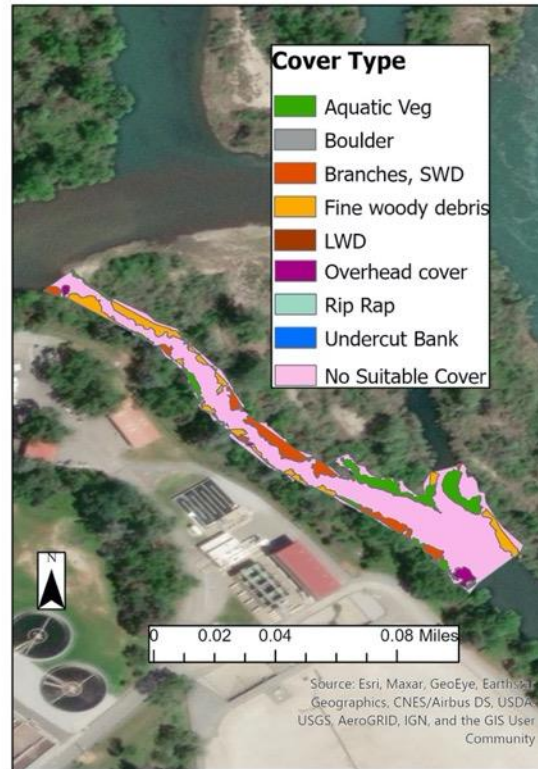 Cover Type
Aquatic Veg
Boulder
Branches, SWD
Fine woody debris
LWD
Overhead cover
Rip Rap
Undercut Bank
No Suitable Cover
N
0 0.02 0.04 0.08 Miles
Source: Esri, Maxar, GeoEye, Earthstar
Geographics, CNES/Airbus DS, USDA,
USGS, AeroGRID, IGN, and the GIS User
Community